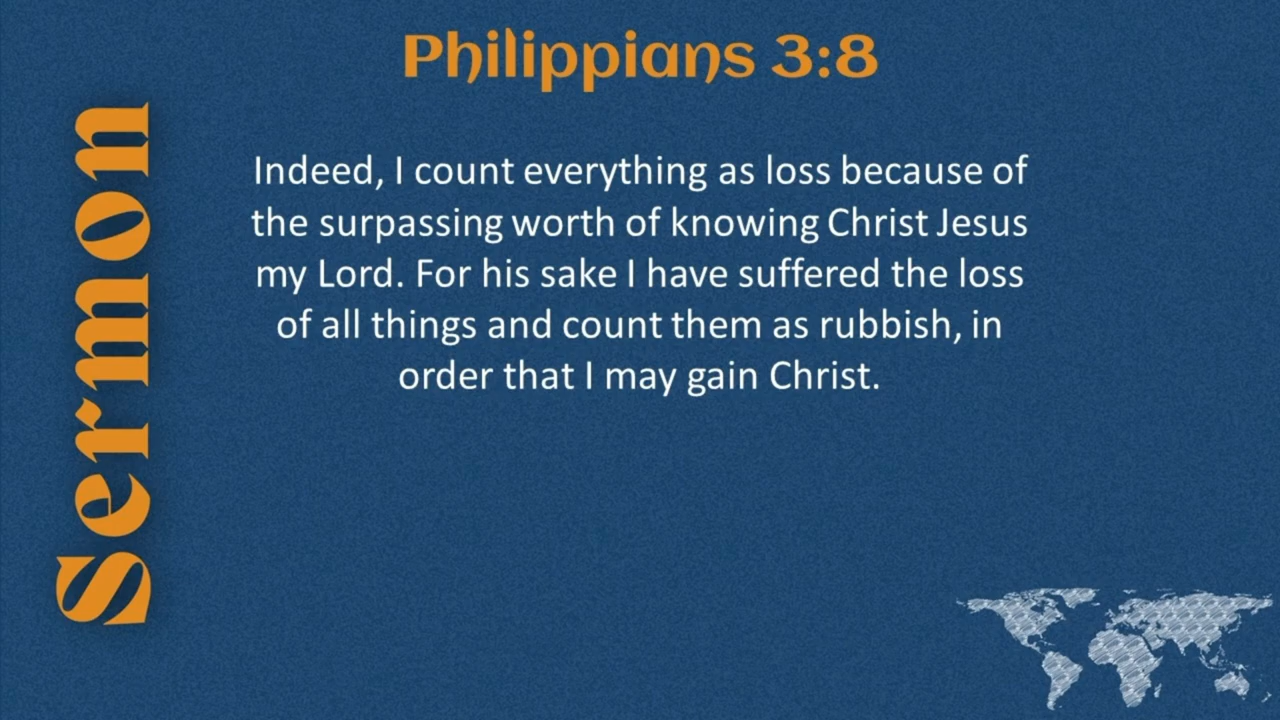 Philippians 3:8
Sermon
Indeed, I count everything as loss because of
the surpassing worth of knowing Christ Jesus
my Lord. For his sake I have suffered the loss
of all things and count them as rubbish, in
order that I may gain Christ.